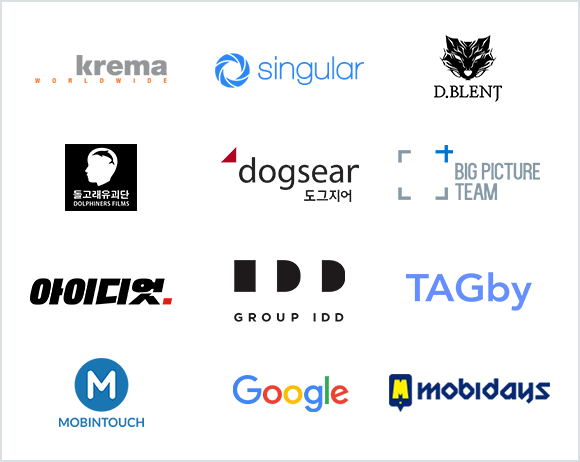 krema
WORLDWIDE
singular
D.BLENT
돌고래유괴단
DOLPHINERS FILMS
dogsear
도그지어
BIG PICTURE
TEAM
아이디엇.
IDD
GROUP IDD
TAGby
M
MOBINTOUCH
Google
M
mobidays